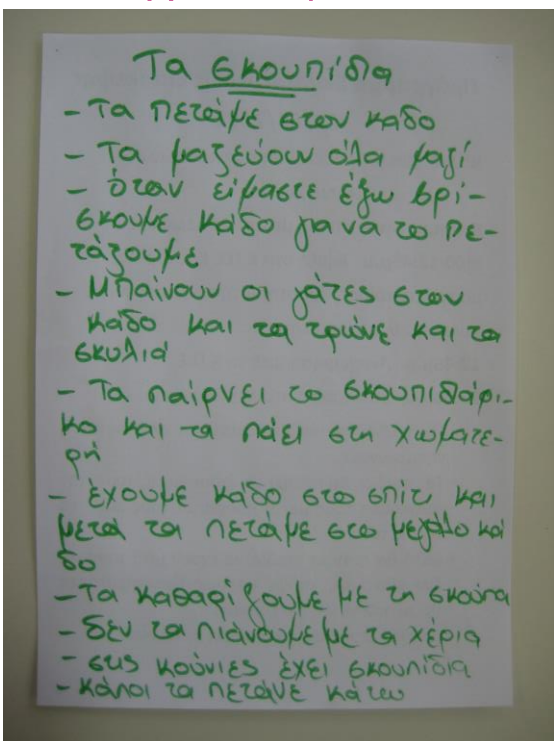 Τα σκουπίδια
- Τα πετάμε στον κάδο
- Τα μαζεύουν όλα μαζί
- όταν είμαστε έξω βρί-
σκουμε κάδο για να το πε-
τάξουμε
- Μπαίνουν οι γάτες στον
κάδο και τα τρώνε και τα
σκυλιά
- Τα παίρνει το σκουπιδιάρι-
κο και τα πάει στη χωματε-
ρή
- έχουμε κάδο στο σπίτι και
μετά τα πετάμε στο μεγάλο κά
δο
- Τα καθαρίζουμε με τη σκούπα
- δεν τα πιάνουμε με τα χέρια
- στις κούνιες έχει σκουπίδια
- κάποι τα πετάνε κάτω